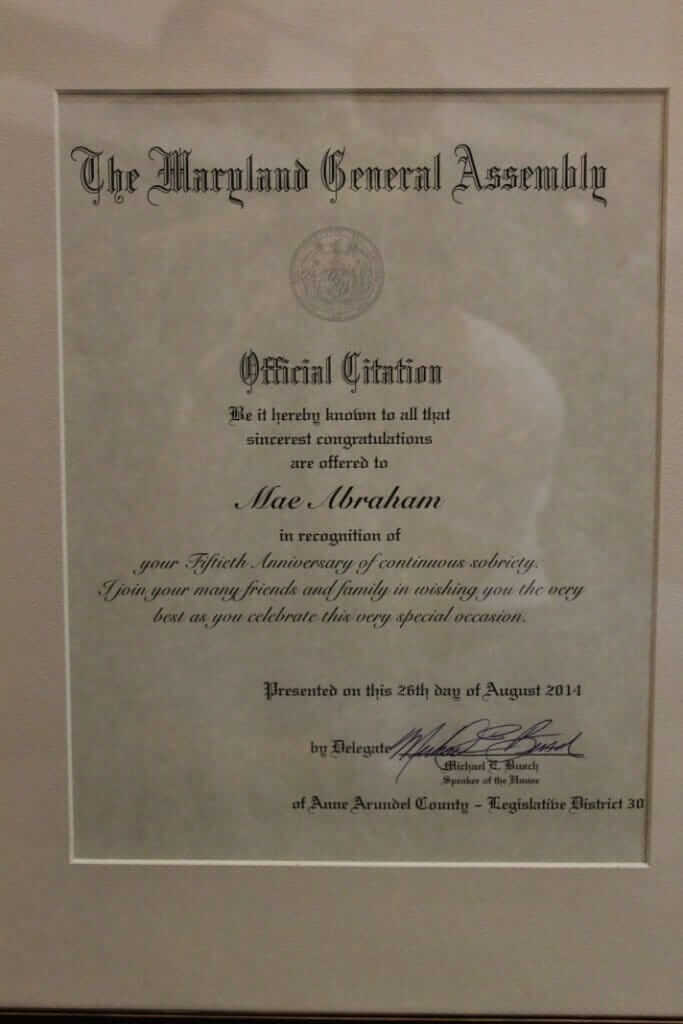 The Maryland General Assembly
Official Citation
Be it hereby known to all that
sincerest congratulations
are offered to
Mae Abraham
in recognition of
your Fiftieth Anniversary of continuous sobriety.
I join your many friends and family in wishing you the very
best as you celebrate this very special occasion.
Presented on this 26th day of August 2014
by Delegate Michael E. Busch
Michael E. Busch
Speaker of the House
of Anne Arundel County - Legislative District 30